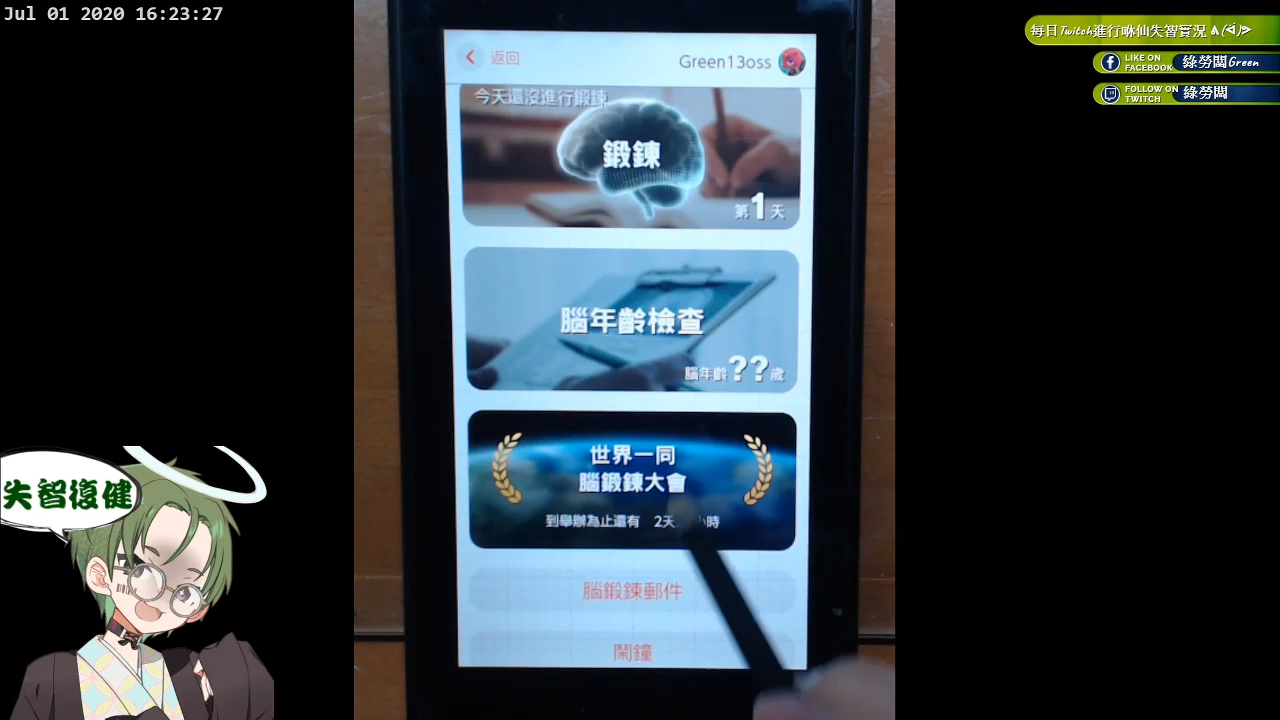 Jul 01 2020 16:23:27
每日Twitch進行咻仙失智實況
LIKE ON
FACEBOOK
綠勞闆Green
FOLLOW ON
TWITCH
綠勞闆
返回
Green13oss
今天還沒進行鍛鍊
鍛鍊
第1天
腦年齡檢查
腦年齡??歲
世界一同
腦鍛鍊大會
到舉辦為止還有 2天 小時
腦鍛鍊郵件
鬧鐘
失智復健